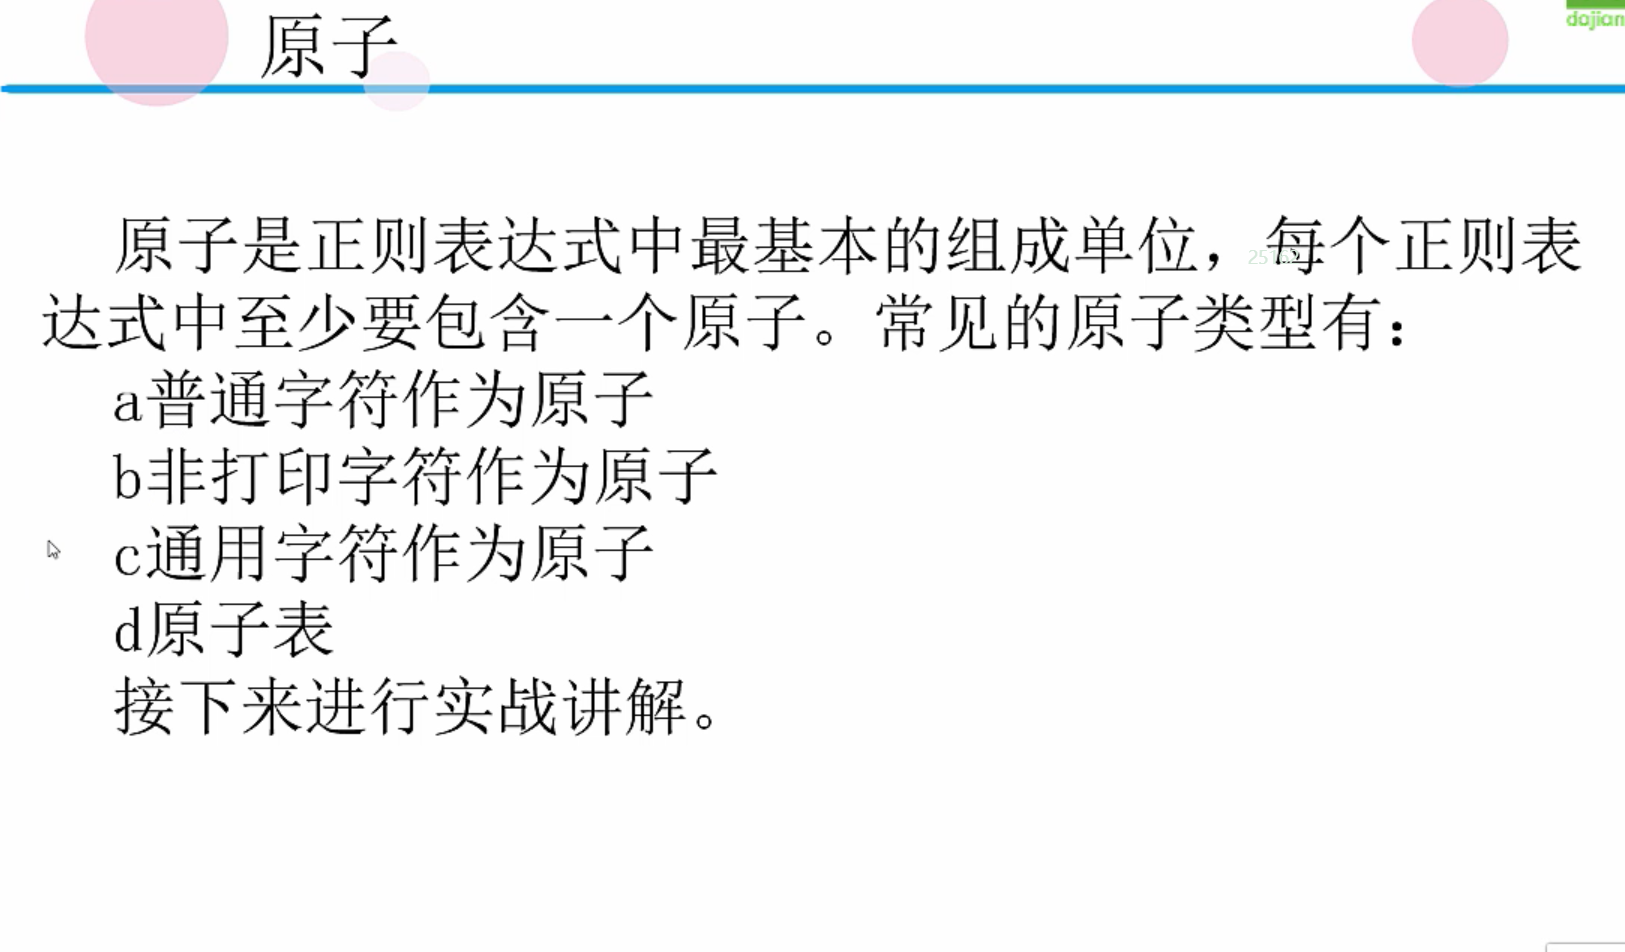 原子
原子是正则表达式中最基本的组成单位，每个正则表
达式中至少要包含一个原子。常见的原子类型有：
a普通字符作为原子
b非打印字符作为原子
c通用字符作为原子
d原子表
接下来进行实战讲解。